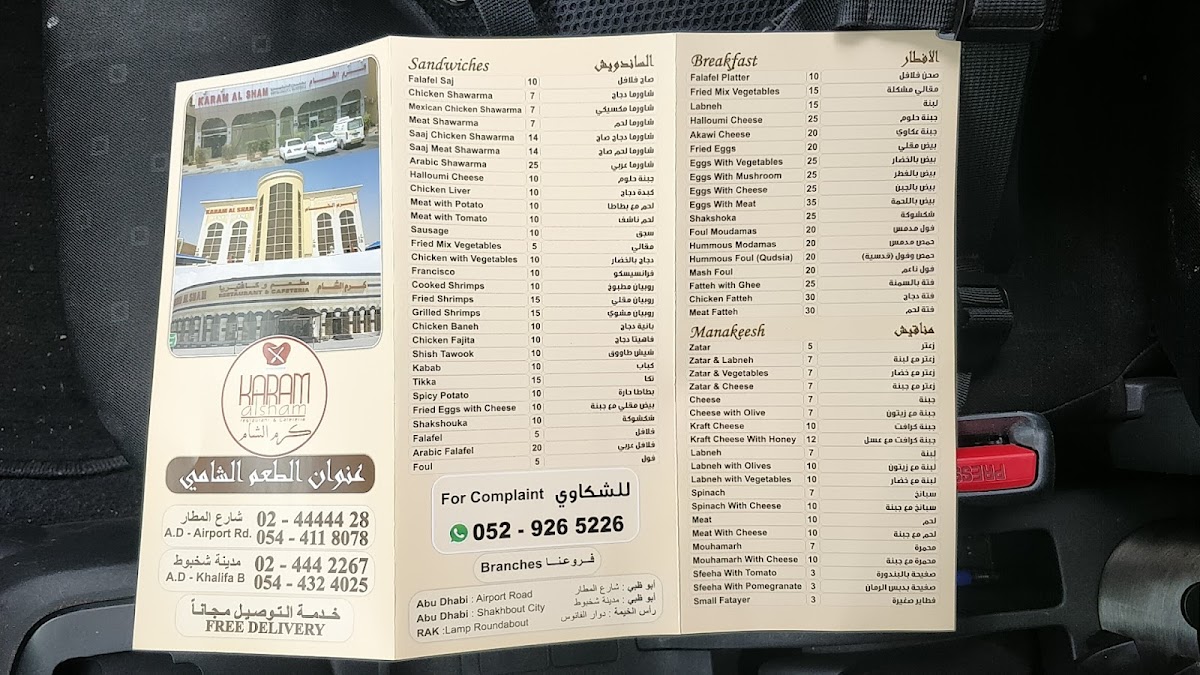 KARAM AL SHAM
KARAM AL SHAM
مطعم وكافتيريا كرم الشام
RESTAURANT & CAFETERIA
KARAM
alsham
restaurant & cafeteria
كرم الشام
عنوان الطعم الشامي
شارع المطار 02 - 44444 28
A.D - Airport Rd. 054 - 411 8078
مدينة شخبوط 02 - 444 2267
A.D - Khalifa B 054 - 432 4025
خدمة التوصيل مجاناً
FREE DELIVERY
Sandwiches الساندويش
Falafel Saj 10 صاج فلافل
Chicken Shawarma 7 شاورما دجاج
Mexican Chicken Shawarma 7 شاورما مكسيكي
Meat Shawarma 7 شاورما لحم
Saaj Chicken Shawarma 14 شاورما دجاج صاج
Saaj Meat Shawarma 14 شاورما لحم صاج
Arabic Shawarma 25 شاورما عربي
Halloumi Cheese 10 جبنة حلوم
Chicken Liver 10 كبدة دجاج
Meat with Potato 10 لحم مع بطاطا
Meat with Tomato 10 لحم ناشف
Sausage 10 سجق
Fried Mix Vegetables 5 مقالي
Chicken with Vegetables 10 دجاج بالخضار
Francisco 10 فرانسيسكو
Cooked Shrimps 10 روبيان مطبوخ
Fried Shrimps 15 روبيان مقلي
Grilled Shrimps 15 روبيان مشوي
Chicken Baneh 10 بانية دجاج
Chicken Fajita 10 فاهيتا دجاج
Shish Tawook 10 شيش طاووق
Kabab 10 كباب
Tikka 15 تكا
Spicy Potato 10 بطاطا حارة
Fried Eggs with Cheese 10 بيض مقلي مع جبنة
Shakshouka 10 شكشوكة
Falafel 5 فلافل
Arabic Falafel 20 فلافل عربي
Foul 5 فول
For Complaint للشكاوي
052 - 926 5226
Branches فروعنا
Abu Dhabi : Airport Road أبو ظبي : شارع المطار
Abu Dhabi : Shakhbout City أبو ظبي : مدينة شخبوط
RAK :Lamp Roundabout رأس الخيمة : دوار الفانوس
Breakfast الأفطار
Falafel Platter 10 صحن فلافل
Fried Mix Vegetables 15 مقالي مشكلة
Labneh 15 لبنة
Halloumi Cheese 25 جبنة حلوم
Akawi Cheese 20 جبنة عكاوي
Fried Eggs 20 بيض مقلي
Eggs With Vegetables 25 بيض بالخضار
Eggs With Mushroom 25 بيض بالفطر
Eggs With Cheese 25 بيض بالجبن
Eggs With Meat 35 بيض باللحمة
Shakshoka 25 شكشوكة
Foul Moudamas 20 فول مدمس
Hummous Modamas 20 حمص مدمس
Hummous Foul (Qudsia) 20 حمص وفول (قدسية)
Mash Foul 20 فول ناعم
Fatteh with Ghee 25 فتة بالسمنة
Chicken Fatteh 30 فتة دجاج
Meat Fatteh 30 فتة لحم
Manakeesh مناقيش
Zatar 5 زعتر
Zatar & Labneh 7 زعتر مع لبنة
Zatar & Vegetables 7 زعتر مع خضار
Zatar & Cheese 7 زعتر مع جبنة
Cheese 7 جبنة
Cheese with Olive 7 جبنة مع زيتون
Kraft Cheese 10 جبنة كرافت
Kraft Cheese With Honey 12 جبنة كرافت مع عسل
Labneh 7 لبنة
Labneh with Olives 10 لبنة مع زيتون
Labneh with Vegetables 10 لبنة مع خضار
Spinach 7 سبانخ
Spinach With Cheese 10 سبانخ مع جبنة
Meat 10 لحم
Meat With Cheese 10 لحم مع جبنة
Mouhamarh 7 محمرة
Mouhamarh With Cheese 10 محمرة مع جبنة
Sfeeha With Tomato 3 صفيحة بالبندورة
Sfeeha With Pomegranate 3 صفيحة بدبس الرمان
Small Fatayer 3 فطاير صغيرة
PRESS